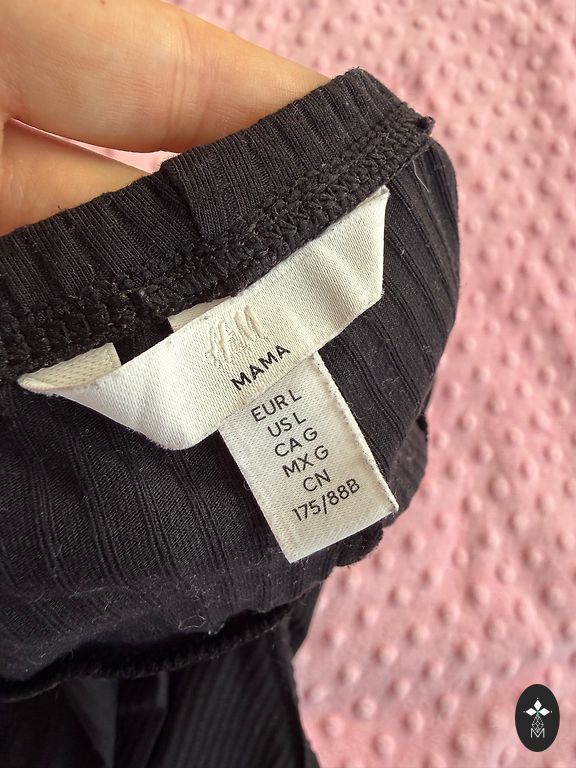 H&M
MAMA
EUR L
US L
CA G
MX G
CN
175/88B
M